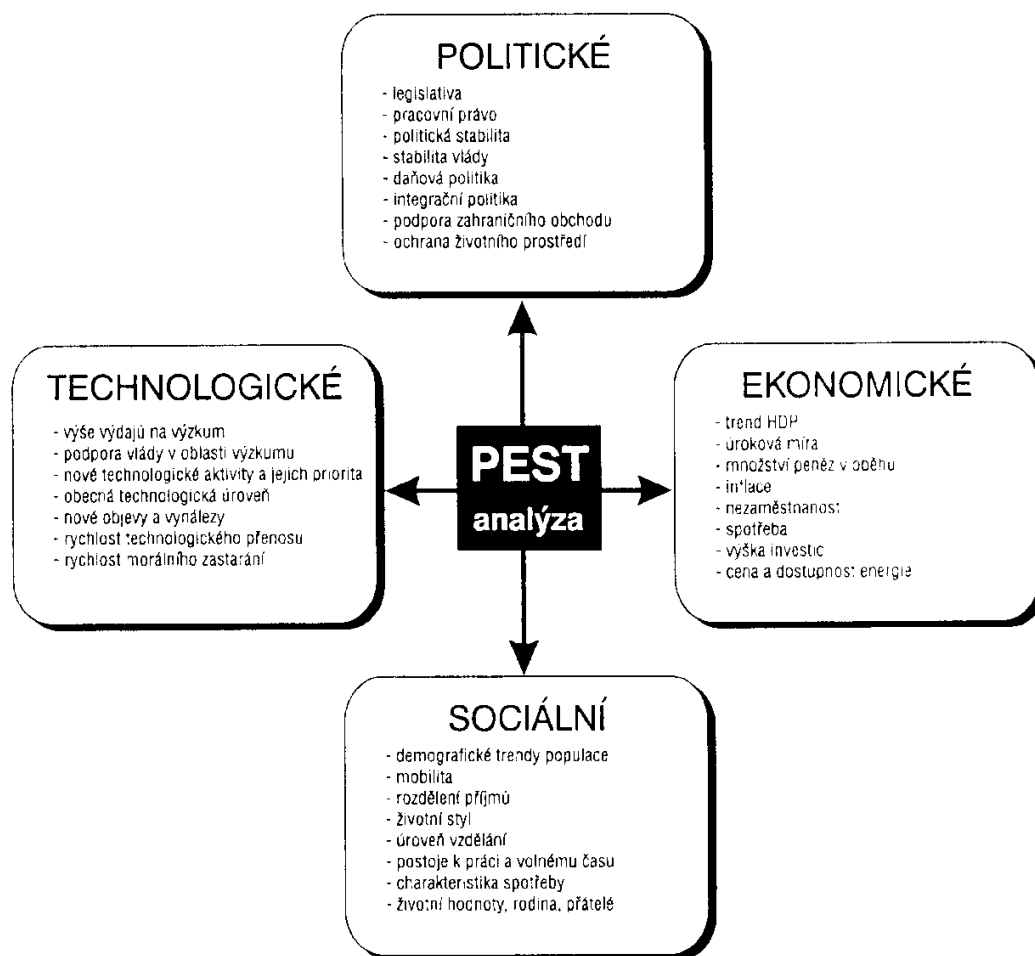 POLITICKÉ
- legislativa
- pracovní právo
- politická stabilita
- stabilita vlády
- daňová politika
- integrační politika
- podpora zahraničního obchodu
- ochrana životního prostředí
TECHNOLOGICKÉ
- výše výdajů na výzkum
- podpora vlády v oblasti výzkumu
- nové technologické aktivity a jejich priorita
- obecná technologická úroveň
- nové objevy a vynálezy
- rychlost technologického přenosu
- rychlost morálního zastarání
PEST
analýza
EKONOMICKÉ
- trend HDP
- úroková míra
- množství peněz v oběhu
- inflace
- nezaměstnanost
- spotřeba
- výška investic
- cena a dostupnost energie
SOCIÁLNÍ
- demografické trendy populace
- mobilita
- rozdělení příjmů
- životní styl
- úroveň vzdělání
- postoje k práci a volnému času
- charakteristika spotřeby
- životní hodnoty, rodina, přátelé